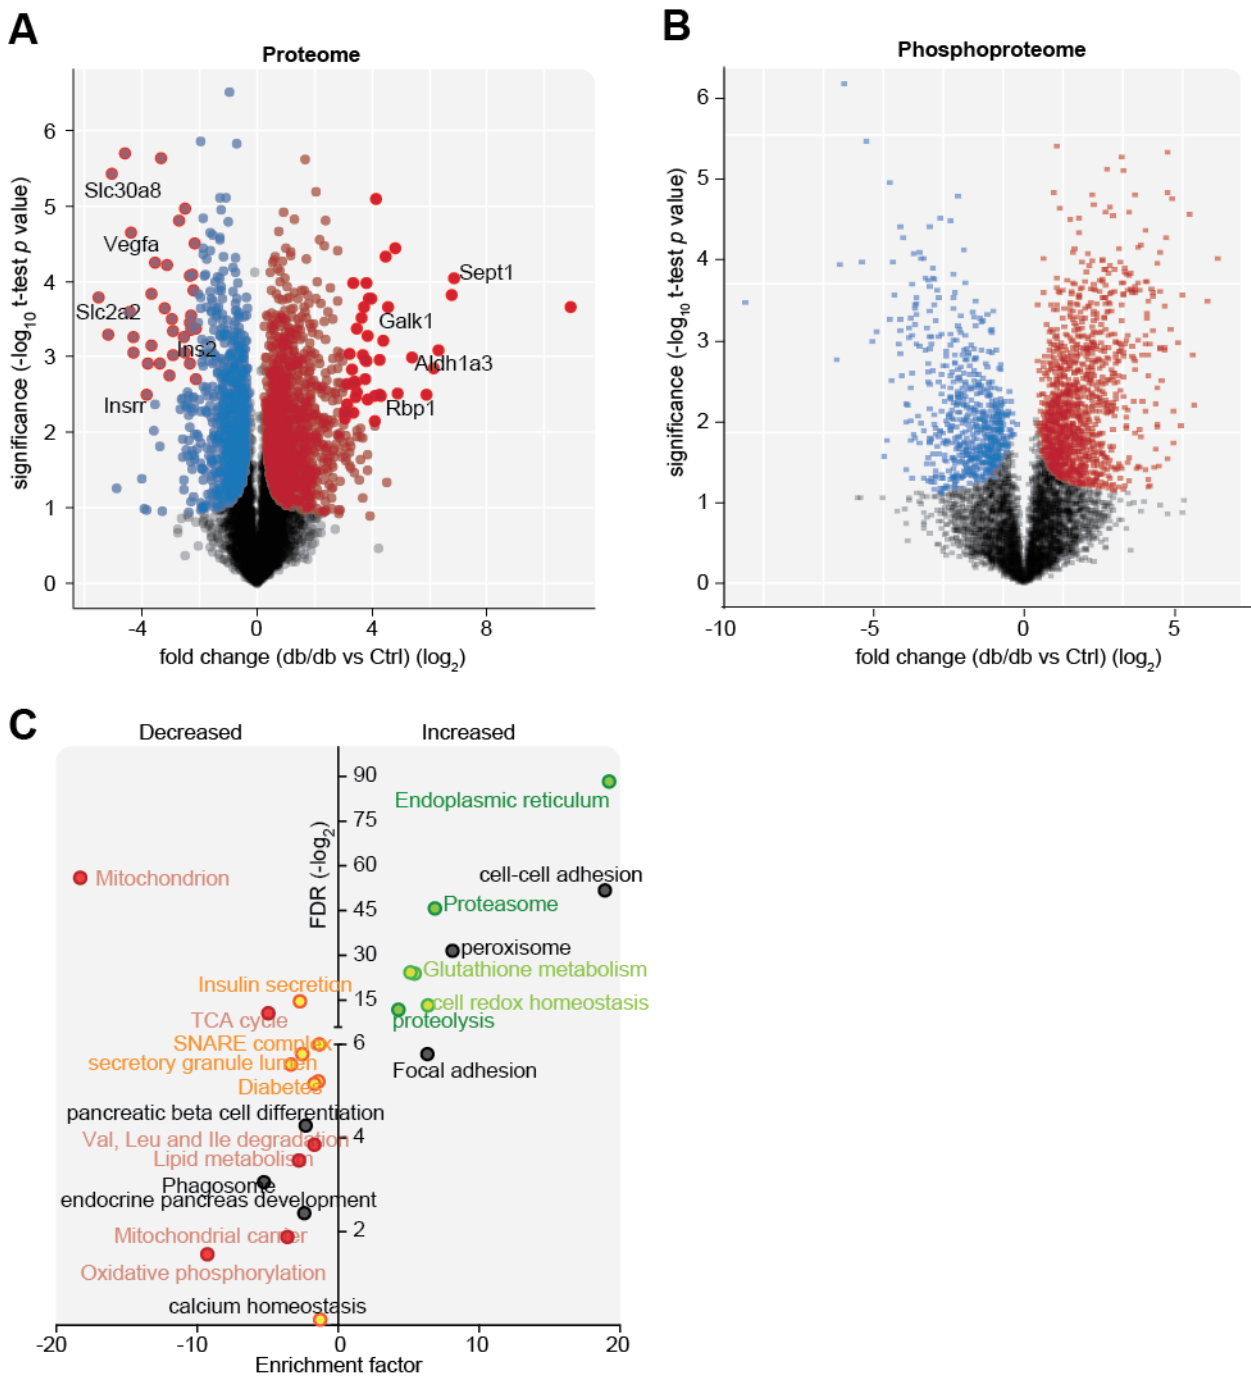 A
Proteome
significance (-log10 t-test p value)
6
5
4
3
2
1
0
Slc30a8
Vegfa
Slc2a2
Ins2
Insrr
Sept1
Galk1
Aldh1a3
Rbp1
-4 0 4 8
fold change (db/db vs Ctrl) (log2)
B
Phosphoproteome
significance (-log10 t-test p value)
6
5
4
3
2
1
0
-10 -5 0 5
fold change (db/db vs Ctrl) (log2)
C
Decreased Increased
FDR (-log2)
90
75
60
45
30
15
6
4
2
Endoplasmic reticulum
cell-cell adhesion
Mitochondrion
Proteasome
peroxisome
Glutathione metabolism
Insulin secretion
cell redox homeostasis
TCA cycle
proteolysis
SNARE complex
secretory granule lumen
Focal adhesion
Diabetes
pancreatic beta cell differentiation
Val, Leu and Ile degradation
Lipid metabolism
Phagosome
endocrine pancreas development
Mitochondrial carrier
Oxidative phosphorylation
calcium homeostasis
-20 -10 0 10 20
Enrichment factor